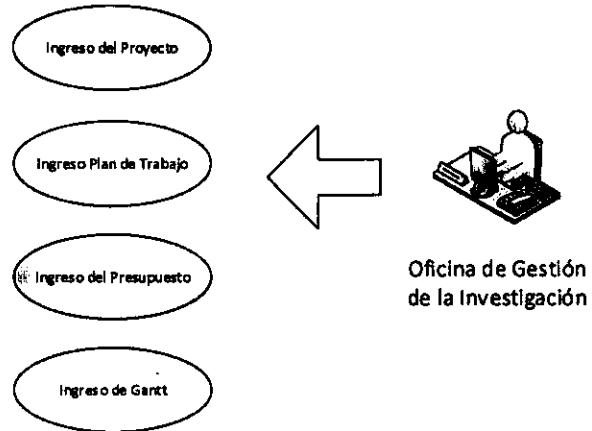 Ingreso del Proyecto
Ingreso Plan de Trabajo
Ingreso del Presupuesto
Ingreso de Gantt
Oficina de Gestión
de la Investigación